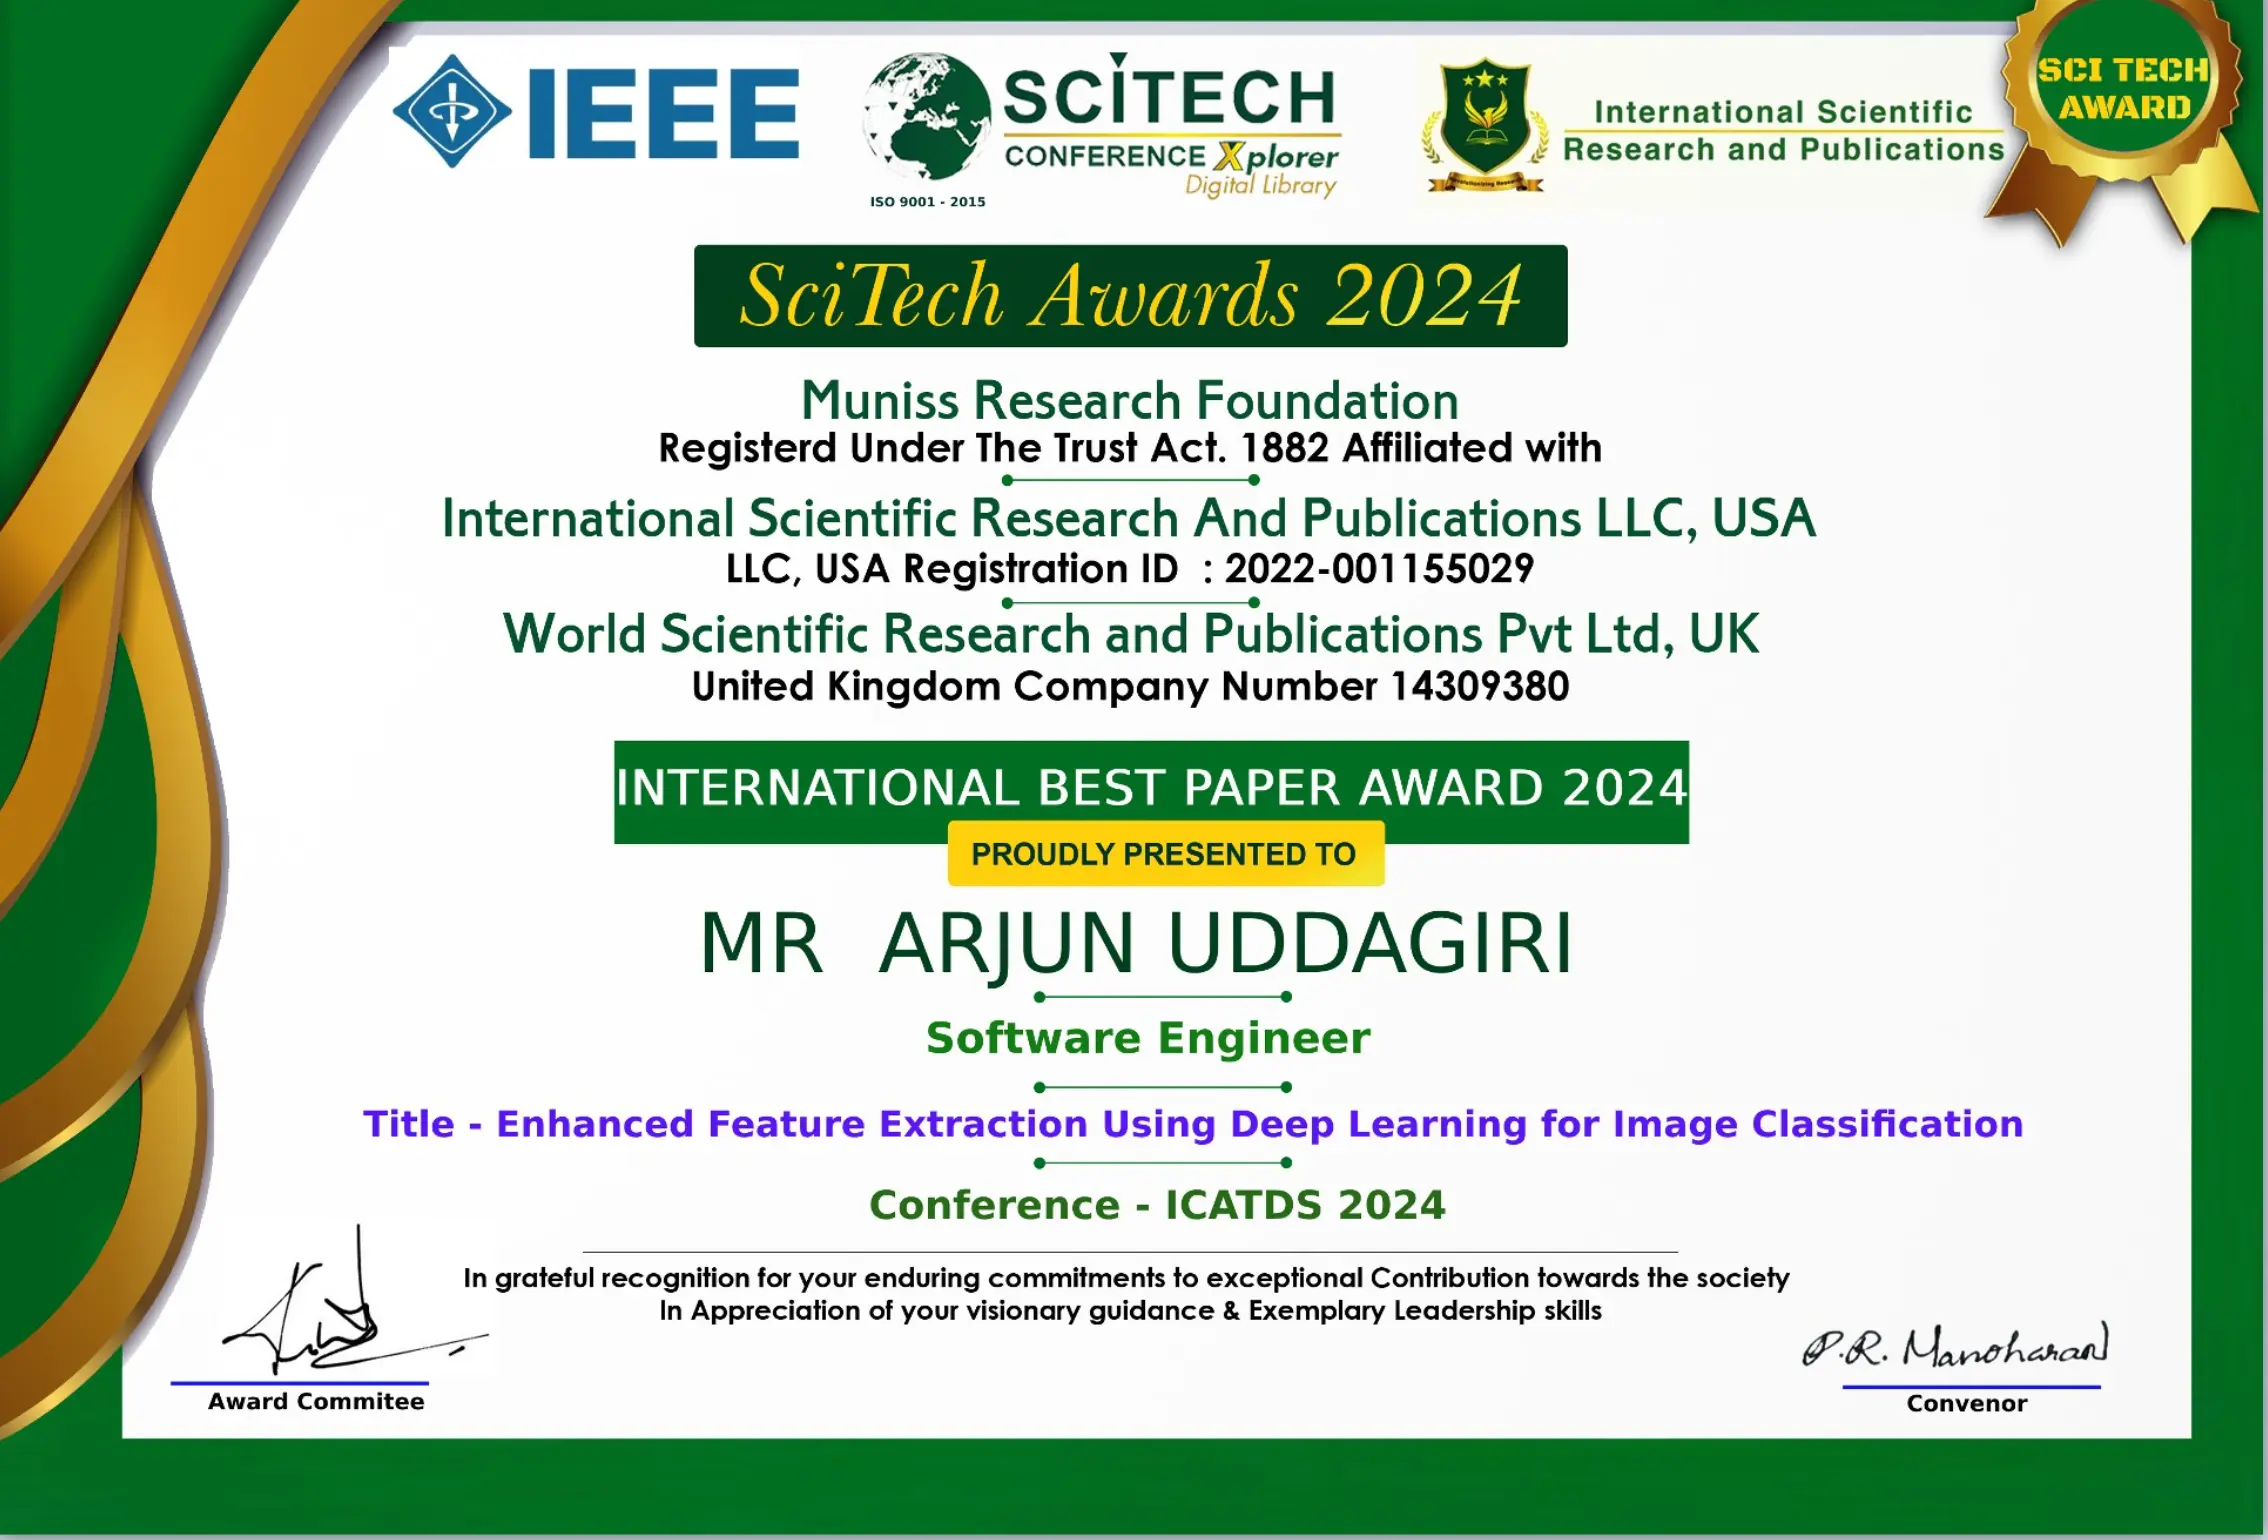 IEEE
SCITECH
CONFERENCE Xplorer
Digital Library
ISO 9001 - 2015
International Scientific
Research and Publications
SCI TECH
AWARD
SciTech Awards 2024
Muniss Research Foundation
Registerd Under The Trust Act. 1882 Affiliated with
International Scientific Research And Publications LLC, USA
LLC, USA Registration ID : 2022-001155029
World Scientific Research and Publications Pvt Ltd, UK
United Kingdom Company Number 14309380
INTERNATIONAL BEST PAPER AWARD 2024
PROUDLY PRESENTED TO
MR ARJUN UDDAGIRI
Software Engineer
Title - Enhanced Feature Extraction Using Deep Learning for Image Classification
Conference - ICATDS 2024
In grateful recognition for your enduring commitments to exceptional Contribution towards the society
In Appreciation of your visionary guidance & Exemplary Leadership skills
Award Commitee
P.R. Manoharan
Convenor